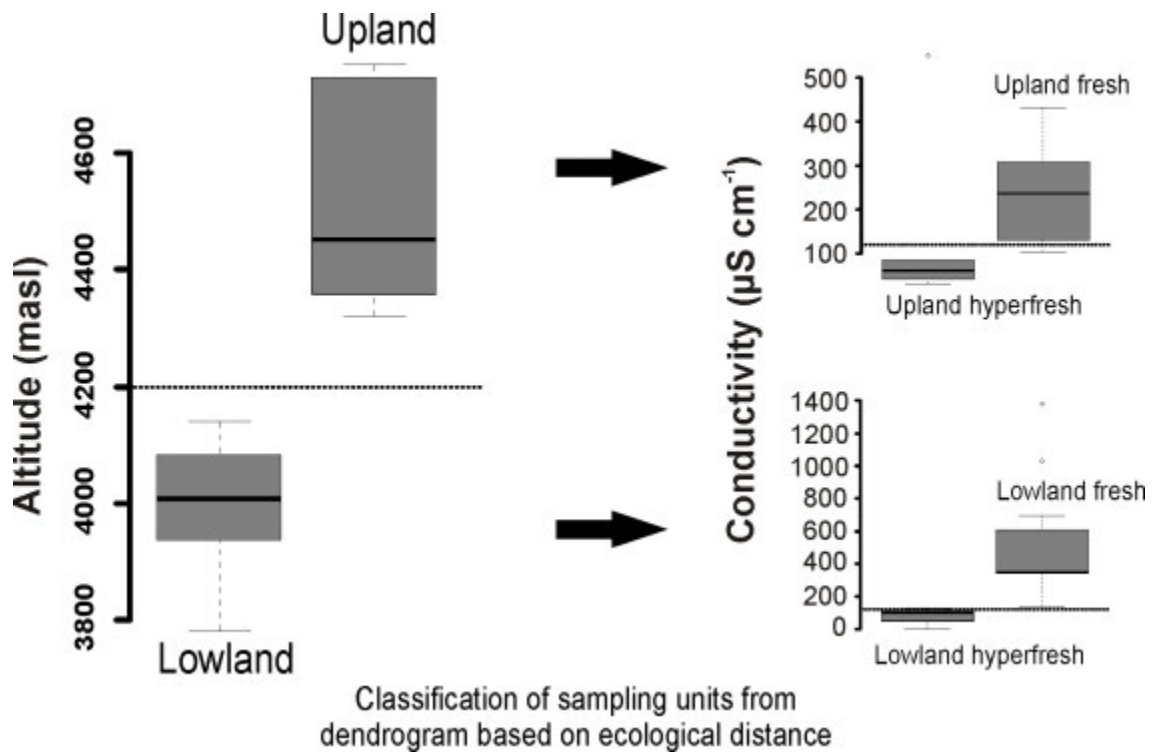 Upland
Altitude (masl)
4600
4400
4200
4000
3800
Lowland
Conductivity (µS cm⁻¹)
500
400
300
200
100
Upland fresh
Upland hyperfresh
1400
1200
1000
800
600
400
200
0
Lowland fresh
Lowland hyperfresh
Classification of sampling units from
dendrogram based on ecological distance